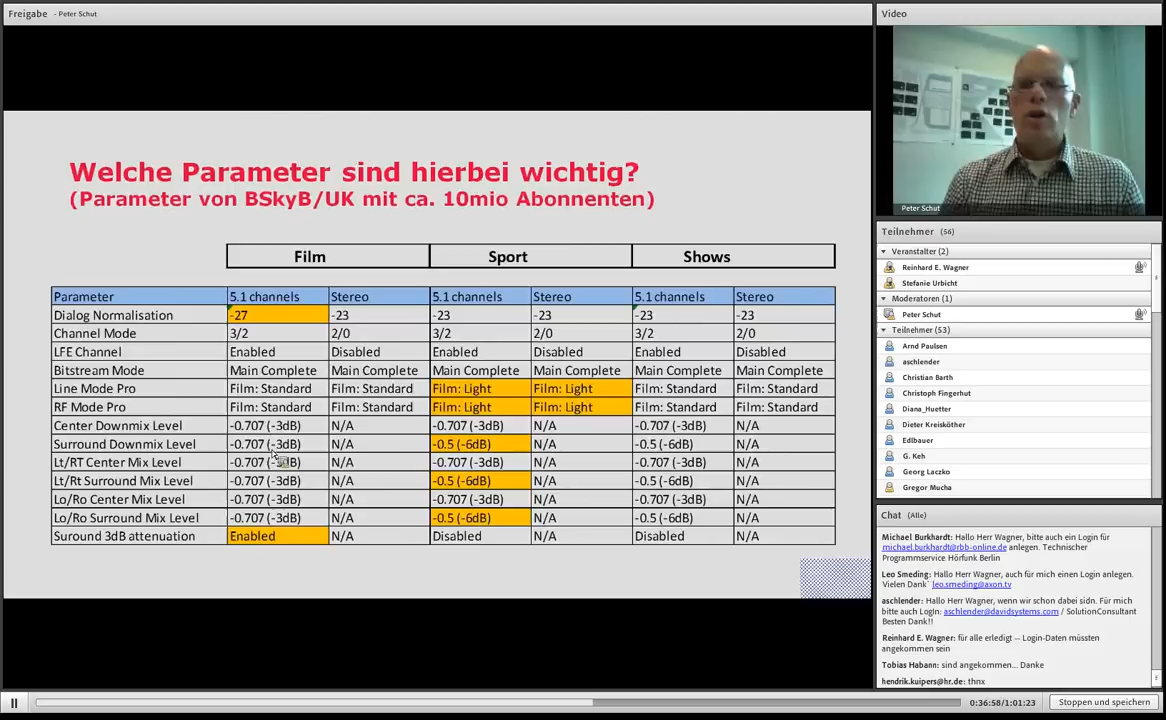 Freigabe - Peter Schut
Welche Parameter sind hierbei wichtig?
(Parameter von BSkyB/UK mit ca. 10mio Abonnenten)
Film Sport Shows
Parameter 5.1 channels Stereo 5.1 channels Stereo 5.1 channels Stereo
Dialog Normalisation -27 -23 -23 -23 -23 -23
Channel Mode 3/2 2/0 3/2 2/0 3/2 2/0
LFE Channel Enabled Disabled Enabled Disabled Enabled Disabled
Bitstream Mode Main Complete Main Complete Main Complete Main Complete Main Complete Main Complete
Line Mode Pro Film: Standard Film: Standard Film: Light Film: Light Film: Standard Film: Standard
RF Mode Pro Film: Standard Film: Standard Film: Light Film: Light Film: Standard Film: Standard
Center Downmix Level -0.707 (-3dB) N/A -0.707 (-3dB) N/A -0.707 (-3dB) N/A
Surround Downmix Level -0.707 (-3dB) N/A -0.5 (-6dB) N/A -0.5 (-6dB) N/A
Lt/RT Center Mix Level -0.707 (-3dB) N/A -0.707 (-3dB) N/A -0.707 (-3dB) N/A
Lt/Rt Surround Mix Level -0.707 (-3dB) N/A -0.5 (-6dB) N/A -0.5 (-6dB) N/A
Lo/Ro Center Mix Level -0.707 (-3dB) N/A -0.707 (-3dB) N/A -0.707 (-3dB) N/A
Lo/Ro Surround Mix Level -0.707 (-3dB) N/A -0.5 (-6dB) N/A -0.5 (-6dB) N/A
Suround 3dB attenuation Enabled N/A Disabled N/A Disabled N/A
0:36:58/1:01:23
Stoppen und speichern
Video
Peter Schut
Teilnehmer (56)
Veranstalter (2)
Reinhard E. Wagner
Stefanie Urbicht
Moderatoren (1)
Peter Schut
Teilnehmer (53)
Arnd Paulsen
aschlender
Christian Barth
Christoph Fingerhut
Diana_Huetter
Dieter Kreisköther
Edlbauer
G. Keh
Georg Laczko
Gregor Mucha
Chat (Alle)
Michael Burkhardt: Hallo Herr Wagner, bitte auch ein Login für
michael.burkhardt@rbb-online.de anlegen. Technischer
Programmservice Hörfunk Berlin
Leo Smeding: Hallo Herr Wagner, auch für mich einen Login anlegen.
Vielen Dank` leo.smeding@axon.tv
aschlender: Hallo Herr Wagner, wenn wir schon dabei sidn. Für mich
bitte auch LogIn: aschlender@davidsystems.com / SolutionConsultant
Besten Dank!!
Reinhard E. Wagner: für alle erledigt -- Login-Daten müssten
angekommen sein
Tobias Habann: sind angekommen... Danke
hendrik.kuipers@hr.de: thnx